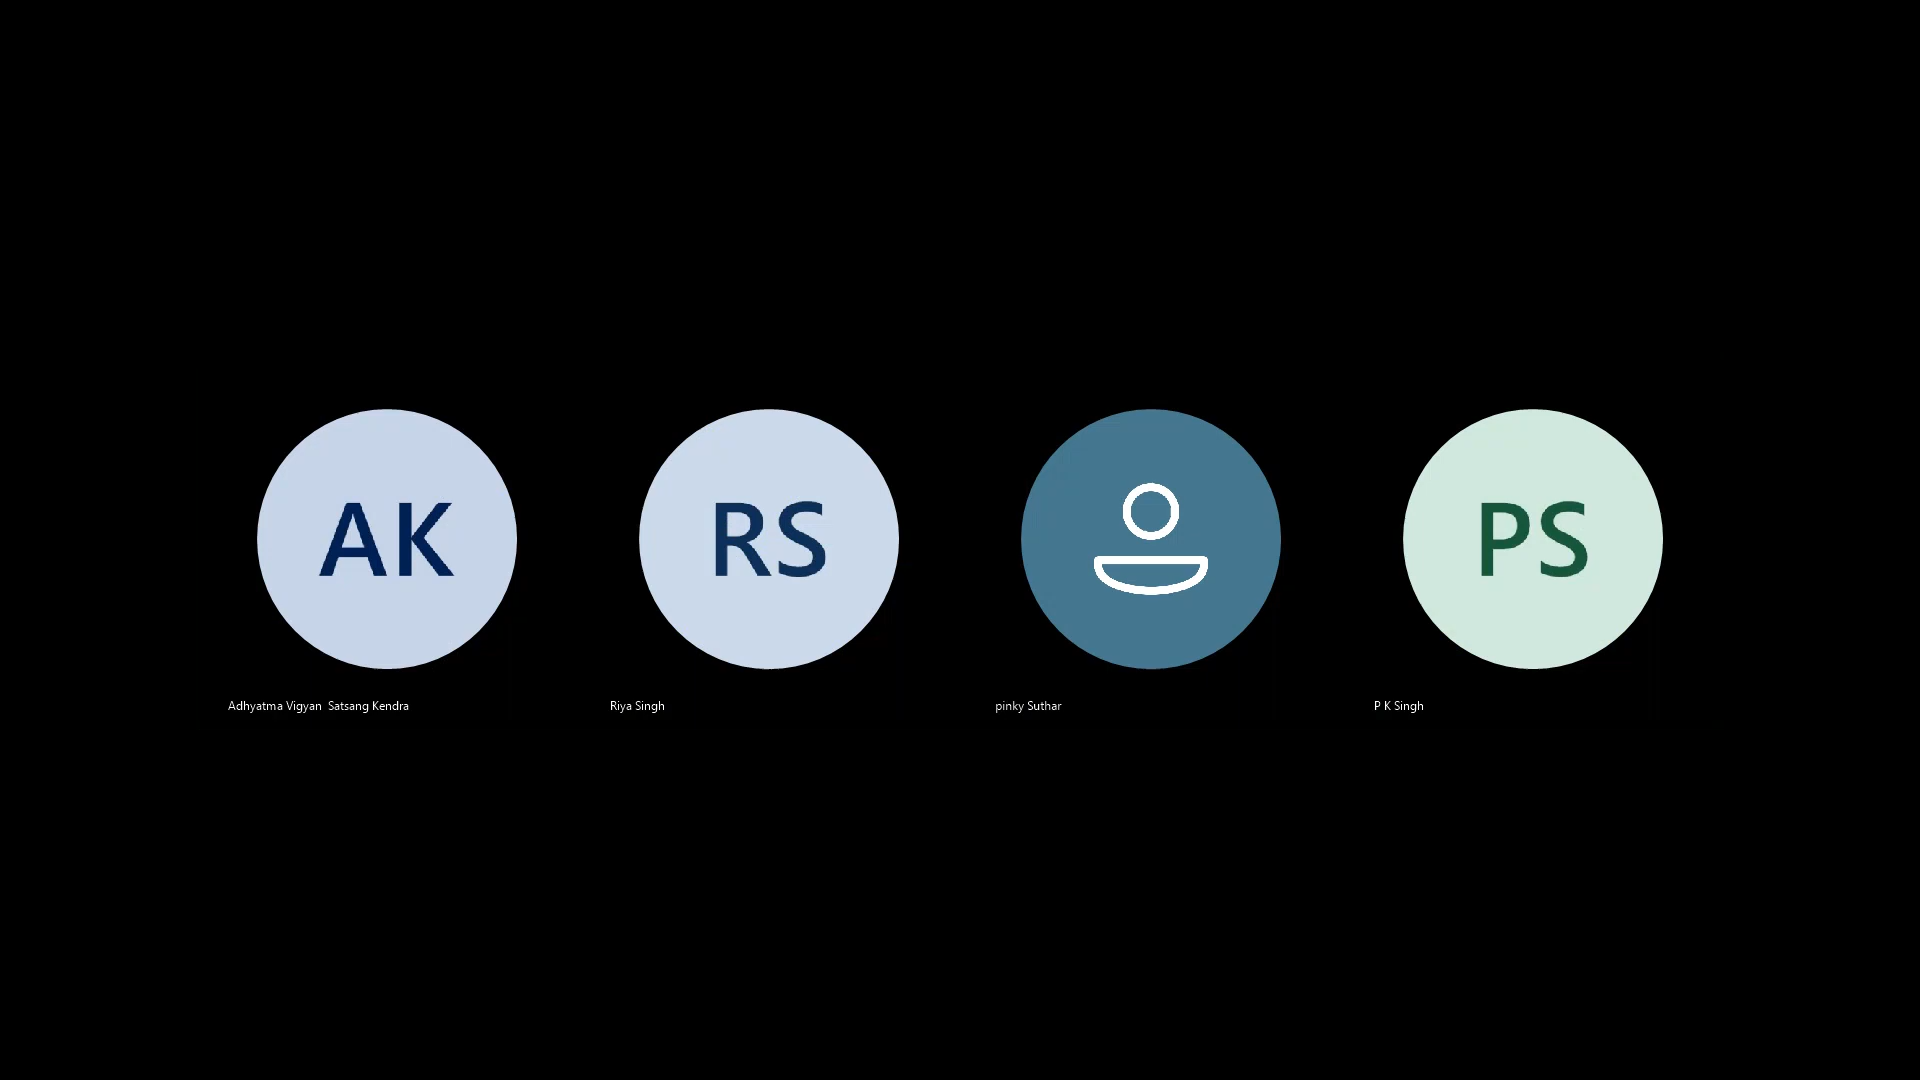 AK
RS
PS
Adhyatma Vigyan  Satsang Kendra
Riya Singh
pinky Suthar
P K Singh